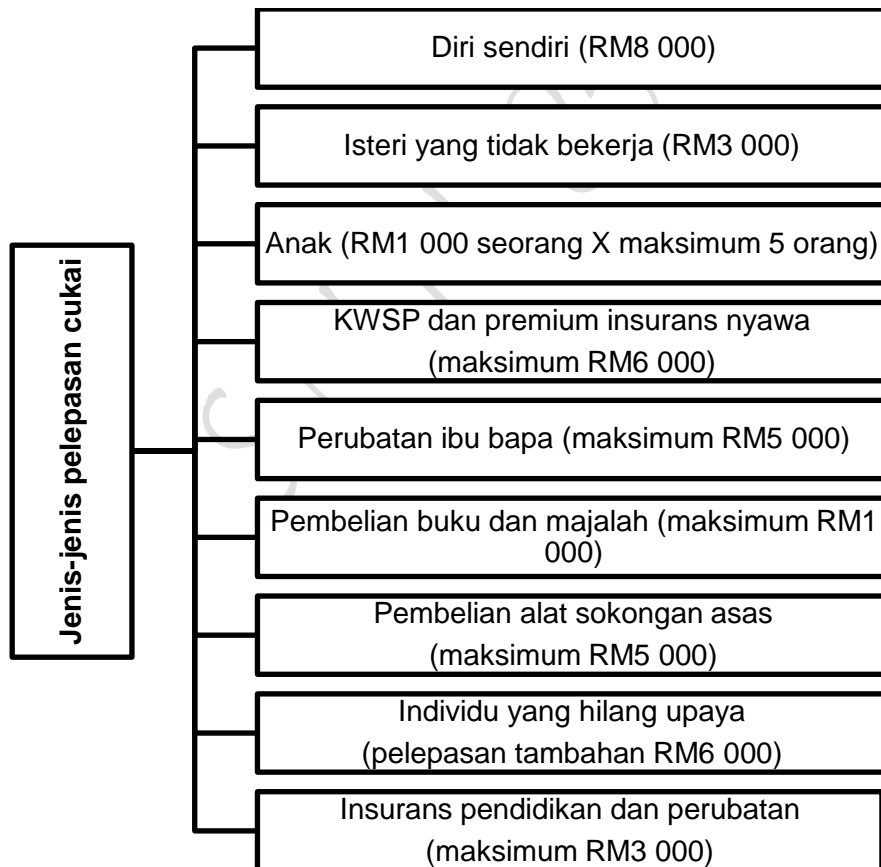 Jenis-jenis pelepasan cukai
Diri sendiri (RM8 000)
Isteri yang tidak bekerja (RM3 000)
Anak (RM1 000 seorang X maksimum 5 orang)
KWSP dan premium insurans nyawa
(maksimum RM6 000)
Perubatan ibu bapa (maksimum RM5 000)
Pembelian buku dan majalah (maksimum RM1
000)
Pembelian alat sokongan asas
(maksimum RM5 000)
Individu yang hilang upaya
(pelepasan tambahan RM6 000)
Insurans pendidikan dan perubatan
(maksimum RM3 000)